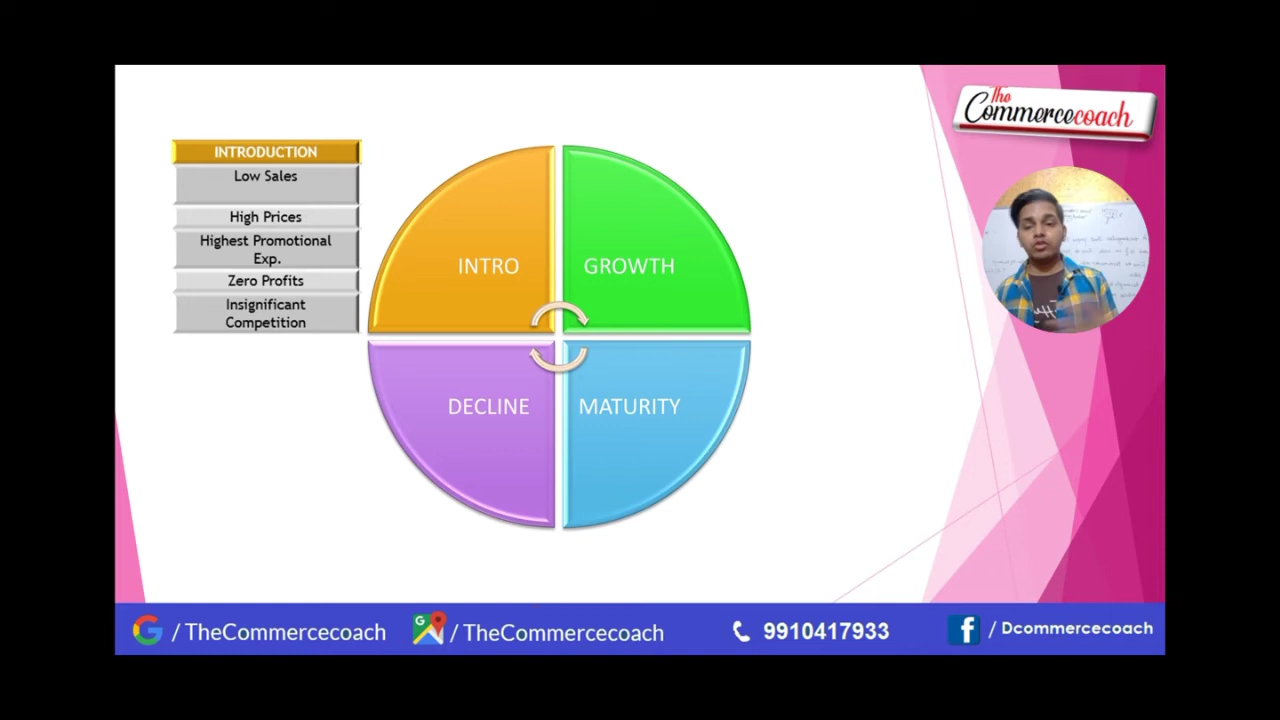 The
Commercecoach
INTRODUCTION
Low Sales
High Prices
Highest Promotional
Exp.
Zero Profits
Insignificant
Competition
INTRO
GROWTH
DECLINE
MATURITY
/ TheCommercecoach
/ TheCommercecoach
9910417933
/ Dcommercecoach